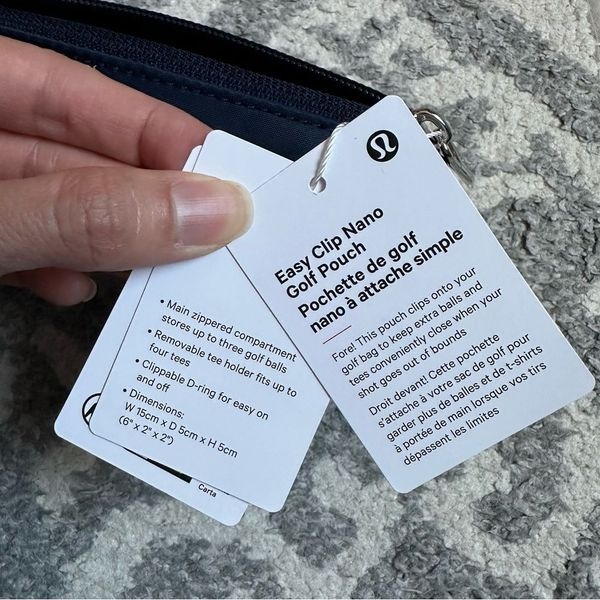 Easy Clip Nano
Golf Pouch
Pochette de golf
nano à attache simple
Fore! This pouch clips onto your
golf bag to keep extra balls and
tees conveniently close when your
shot goes out of bounds
Droit devant! Cette pochette
s'attache à votre sac de golf pour
garder plus de balles et de t-shirts
à portée de main lorsque vos tirs
dépassent les limites
• Main zippered compartment
stores up to three golf balls
• Removable tee holder fits up to
four tees
• Clippable D-ring for easy on
and off
• Dimensions:
W 15cm x D 5cm x H 5cm
(6" x 2" x 2")
Carta